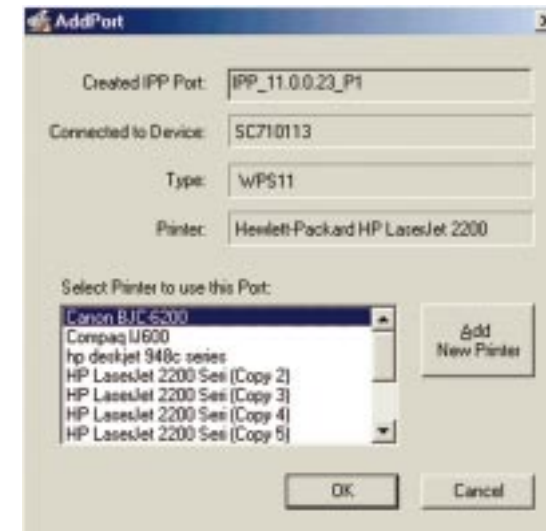 AddPort
Created IPP Port: IPP_11.0.0.23_P1
Connected to Device: SC710113
Type: WPS11
Printer: Hewlett-Packard HP LaserJet 2200
Select Printer to use this Port:
Canon BJC-6200
Compaq IJ600
hp deskjet 948c series
HP LaserJet 2200 Seri (Copy 2)
HP LaserJet 2200 Seri (Copy 3)
HP LaserJet 2200 Seri (Copy 4)
HP LaserJet 2200 Seri (Copy 5)
Add
New Printer
OK
Cancel